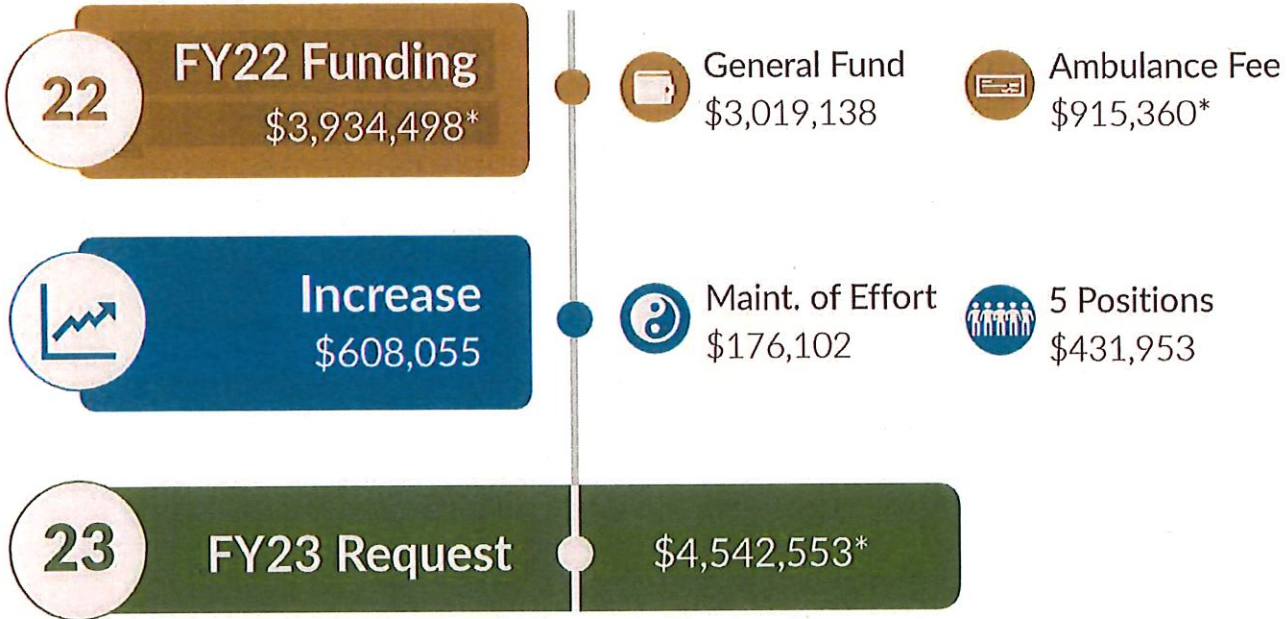 22
FY22 Funding
$3,934,498*
General Fund
$3,019,138
Ambulance Fee
$915,360*
Increase
$608,055
Maint. of Effort
$176,102
5 Positions
$431,953
23
FY23 Request
$4,542,553*